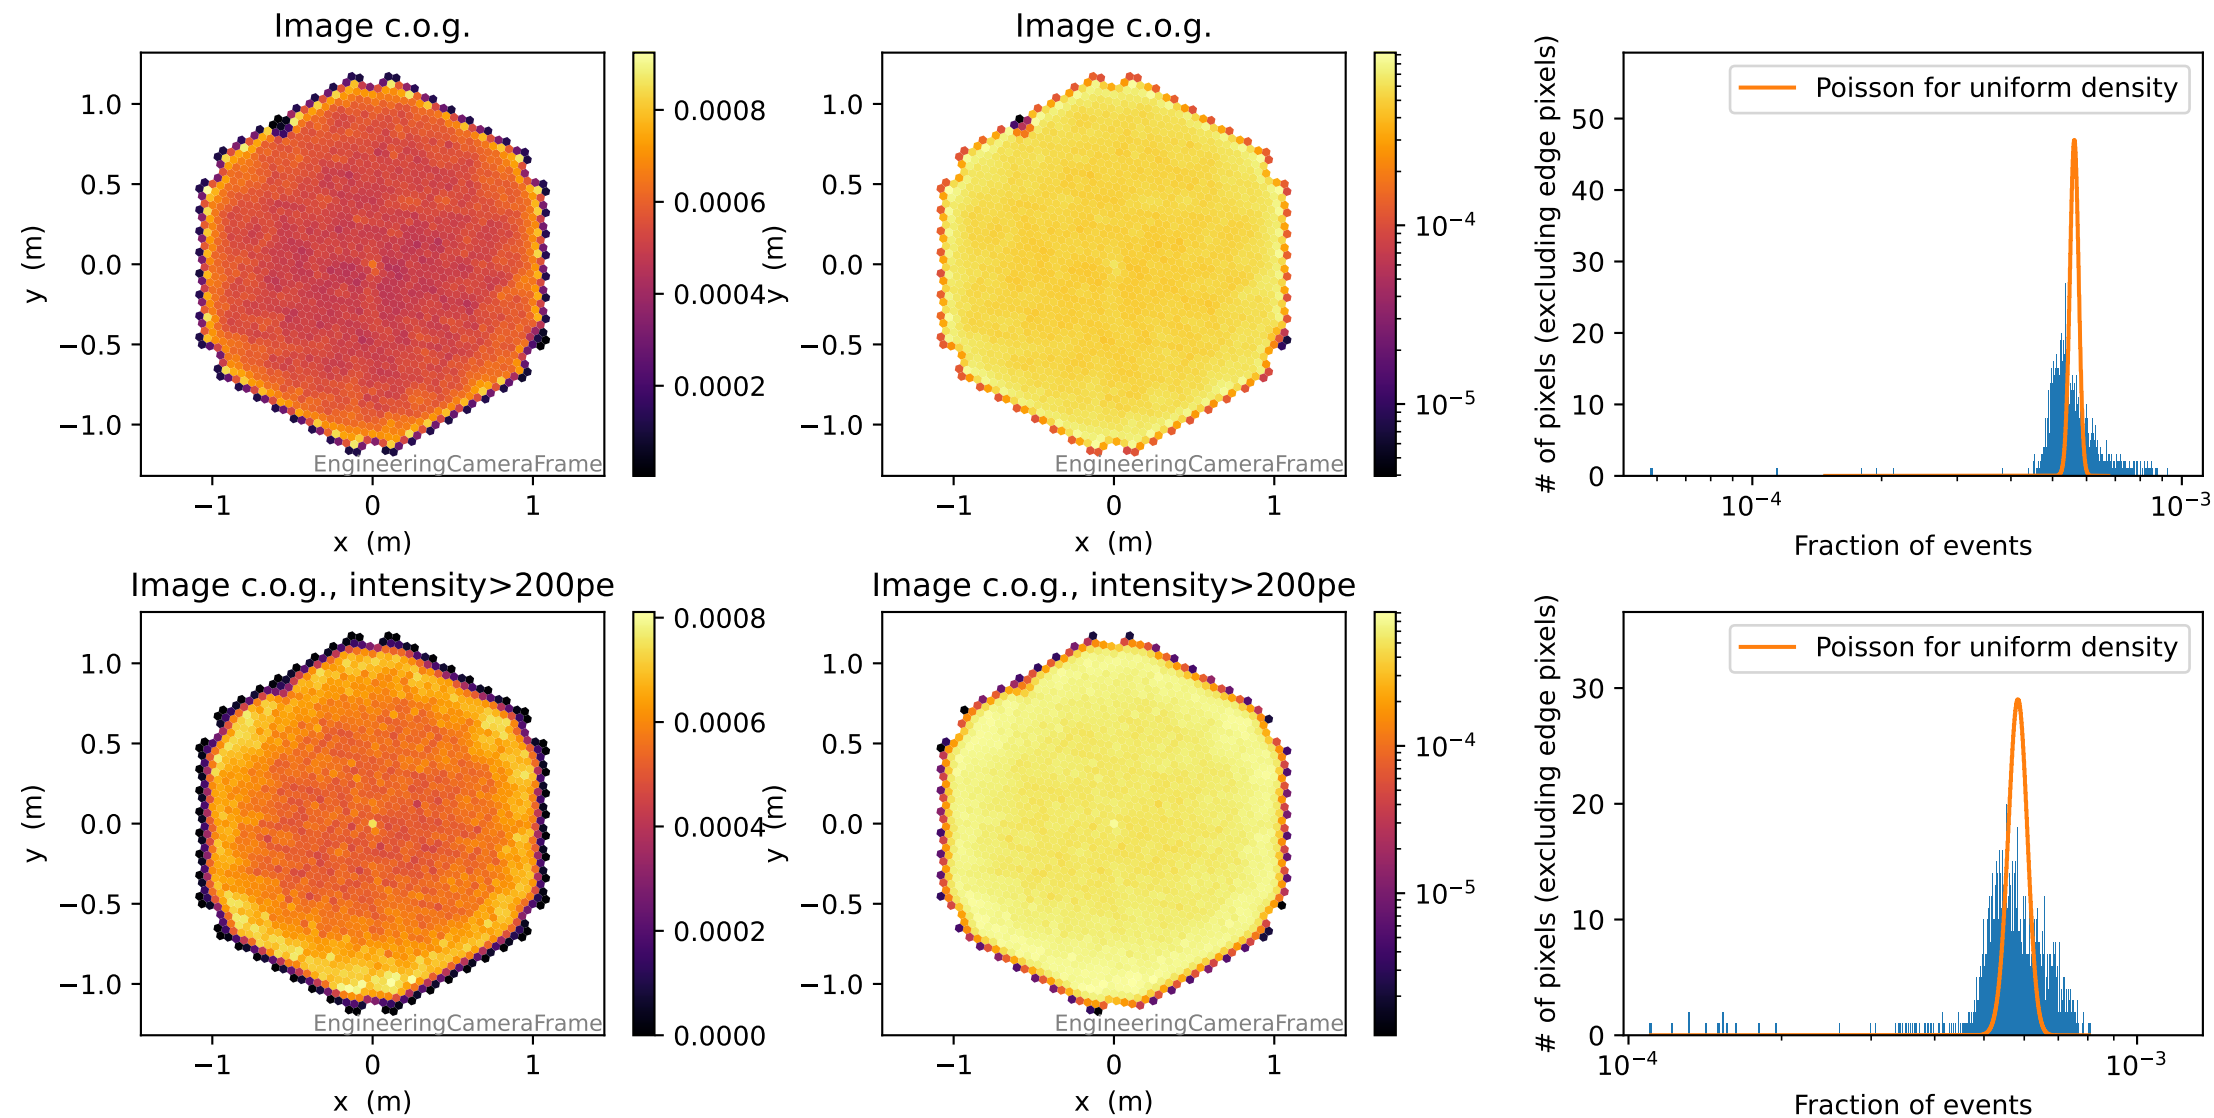 Image c.o.g.
1.0
0.5
0.0
−0.5
−1.0
y (m)
−1 0 1
x (m)
EngineeringCameraFrame
0.0008
0.0006
0.0004
0.0002
Image c.o.g.
1.0
0.5
0.0
−0.5
−1.0
y (m)
−1 0 1
x (m)
EngineeringCameraFrame
10−4
10−5
Poisson for uniform density
# of pixels (excluding edge pixels)
50
40
30
20
10
0
10−4 10−3
Fraction of events
Image c.o.g., intensity>200pe
1.0
0.5
0.0
−0.5
−1.0
y (m)
−1 0 1
x (m)
EngineeringCameraFrame
0.0008
0.0006
0.0004
0.0002
0.0000
Image c.o.g., intensity>200pe
1.0
0.5
0.0
−0.5
−1.0
y (m)
−1 0 1
x (m)
EngineeringCameraFrame
10−4
10−5
Poisson for uniform density
# of pixels (excluding edge pixels)
30
20
10
0
10−4 10−3
Fraction of events